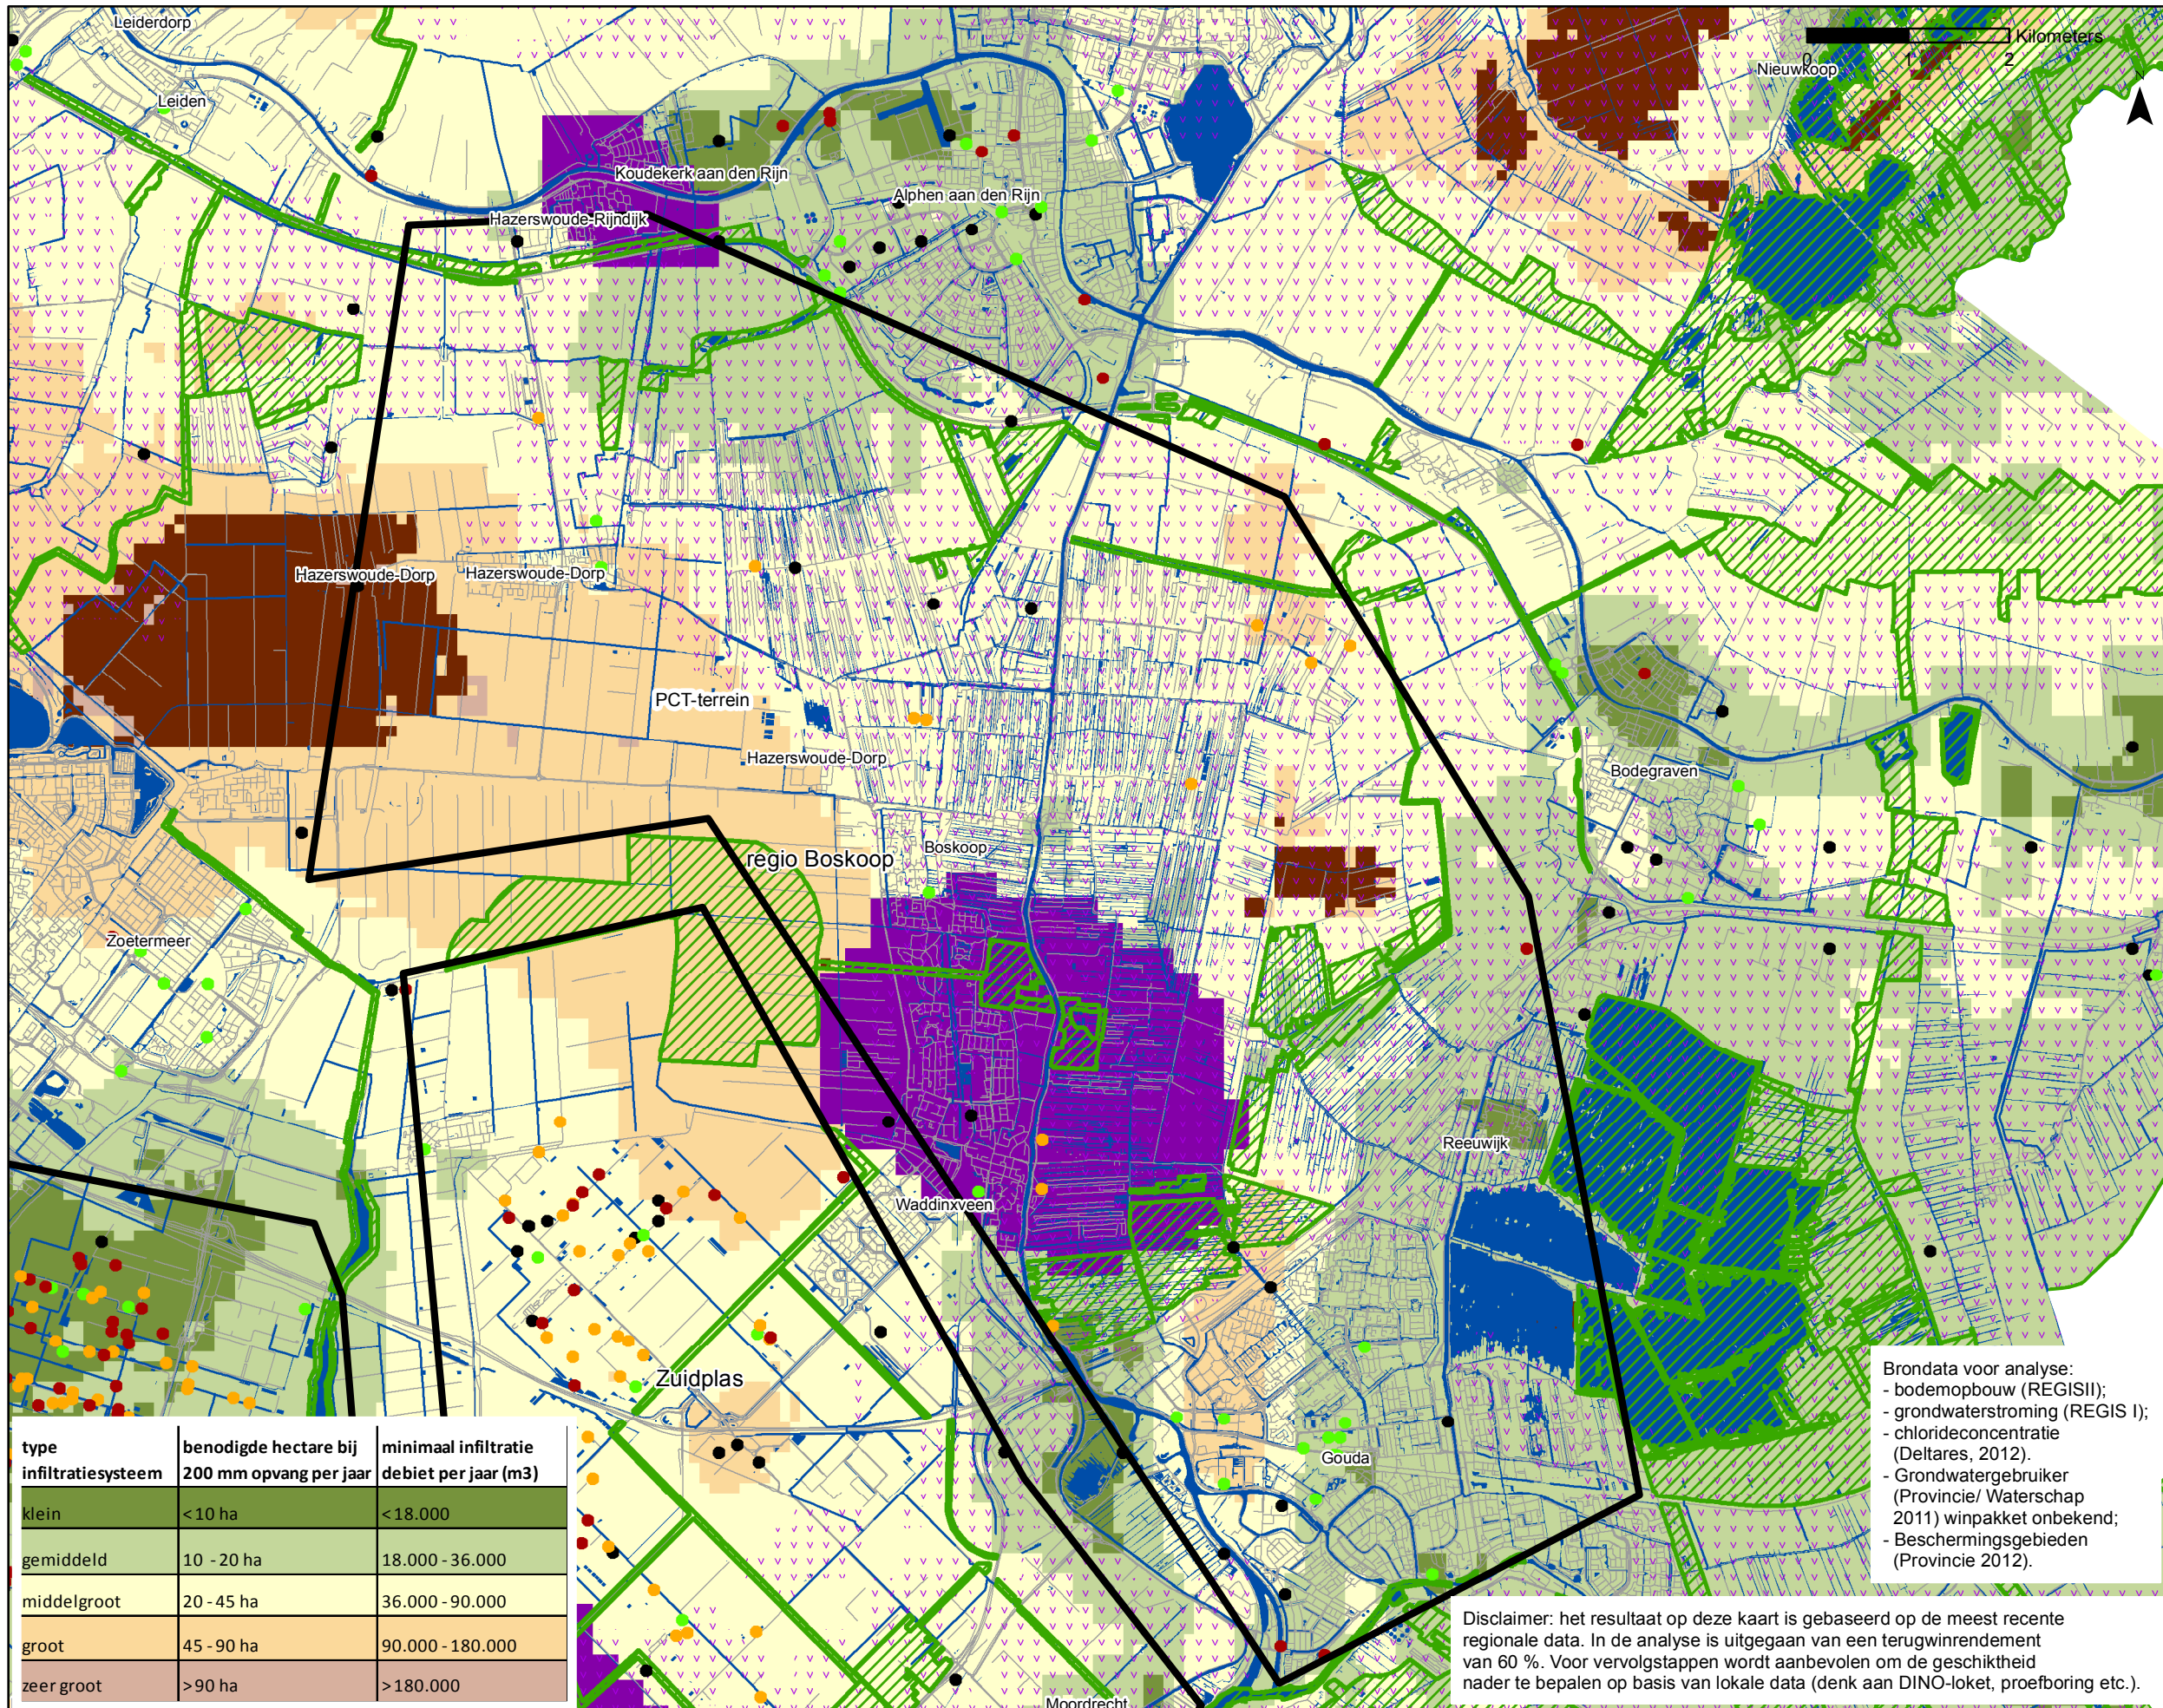 Leiderdorp
Kilometers
0 1 2
Nieuwkoop
N
Leiden
Koudekerk aan den Rijn
Alphen aan den Rijn
Hazerswoude-Rijndijk
Hazerswoude-Dorp
Hazerswoude-Dorp
PCT-terrein
Hazerswoude-Dorp
Bodegraven
regio Boskoop
Boskoop
Zoetermeer
Reeuwijk
Waddinxveen
Zuidplas
Gouda
Moordrecht
type
infiltratiesysteem
benodigde hectare bij
200 mm opvang per jaar
minimaal infiltratie
debiet per jaar (m3)
klein <10 ha <18.000
gemiddeld 10 - 20 ha 18.000 - 36.000
middelgroot 20 - 45 ha 36.000 - 90.000
groot 45 - 90 ha 90.000 - 180.000
zeer groot >90 ha >180.000
Brondata voor analyse:
- bodemopbouw (REGISII);
- grondwaterstroming (REGIS I);
- chlorideconcentratie
(Deltares, 2012).
- Grondwatergebruiker
(Provincie/ Waterschap
2011) winpakket onbekend;
- Beschermingsgebieden
(Provincie 2012).
Disclaimer: het resultaat op deze kaart is gebaseerd op de meest recente
regionale data. In de analyse is uitgegaan van een terugwinrendement
van 60 %. Voor vervolgstappen wordt aanbevolen om de geschiktheid
nader te bepalen op basis van lokale data (denk aan DINO-loket, proefboring etc.).